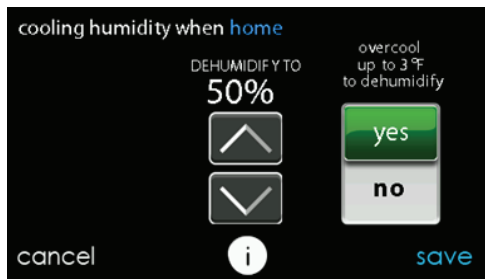 cooling humidity when home
DEHUMIDIFY TO
50%
overcool
up to 3°F
to dehumidify
yes
no
cancel
i
save